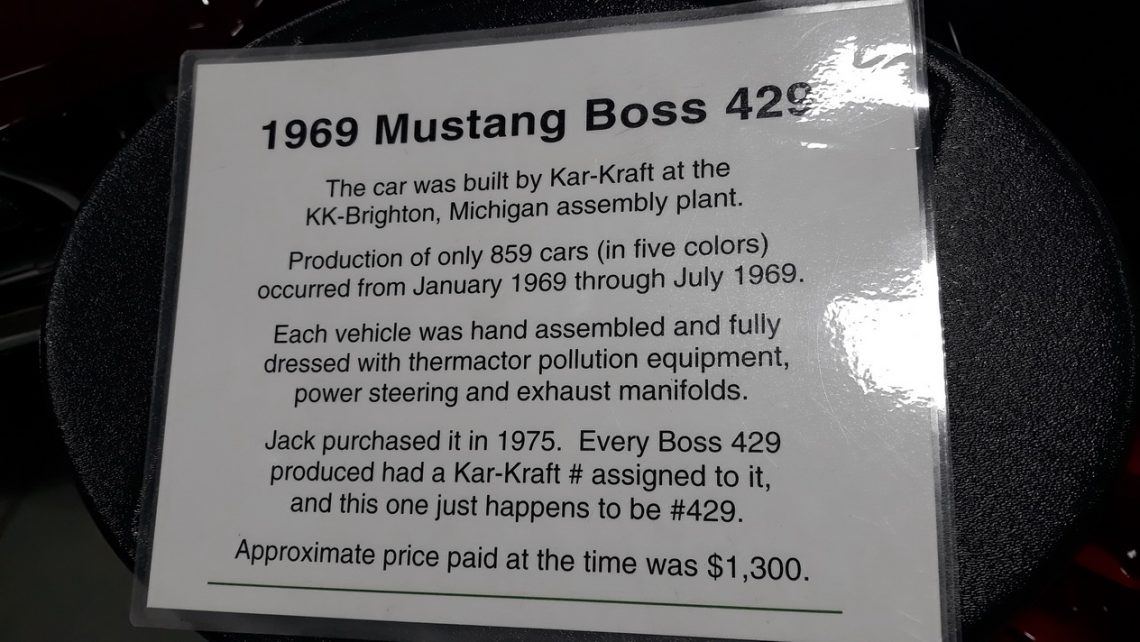 1969 Mustang Boss 429
The car was built by Kar-Kraft at the
KK-Brighton, Michigan assembly plant.
Production of only 859 cars (in five colors)
occurred from January 1969 through July 1969.
Each vehicle was hand assembled and fully
dressed with thermactor pollution equipment,
power steering and exhaust manifolds.
Jack purchased it in 1975. Every Boss 429
produced had a Kar-Kraft # assigned to it,
and this one just happens to be #429.
Approximate price paid at the time was $1,300.